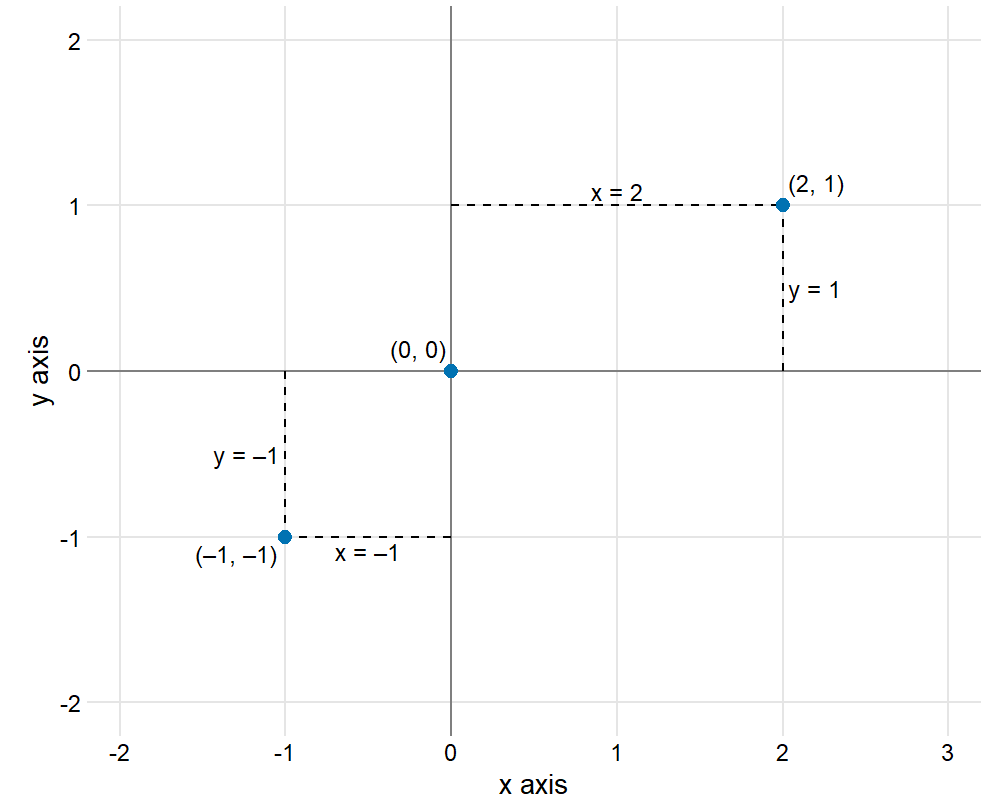 2
(2, 1)
x = 2
1
y = 1
(0, 0)
y axis
0
y = –1
-1
(–1, –1)
x = –1
-2
-2
-1
0
1
2
3
x axis